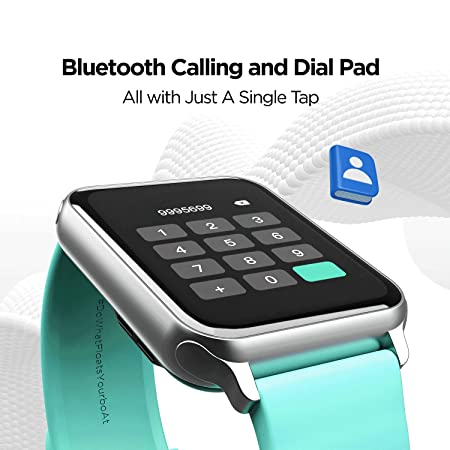 Bluetooth Calling and Dial Pad
All with Just A Single Tap
9995699
1 2 3
4 5 6
7 8 9
+ 0
#DoWhatFloatsYourboAt